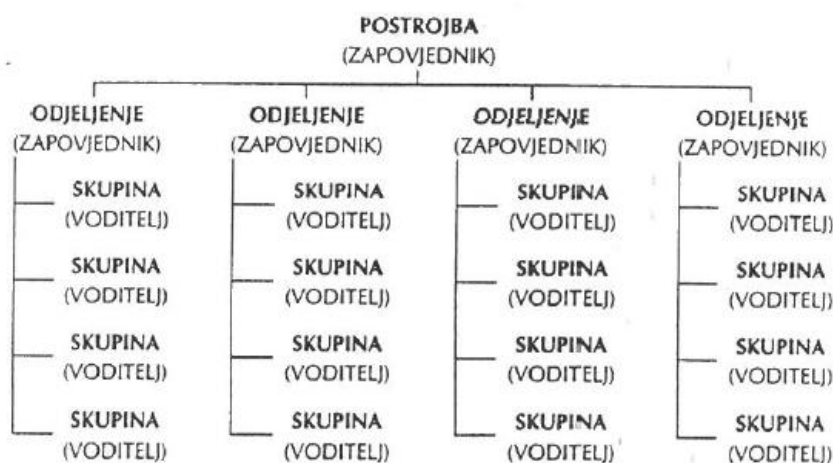 POSTROJBA
(ZAPOVJEDNIK)
ODJELJENJE ODJELJENJE ODJELJENJE ODJELJENJE
(ZAPOVJEDNIK) (ZAPOVJEDNIK) (ZAPOVJEDNIK) (ZAPOVJEDNIK)
SKUPINA SKUPINA SKUPINA SKUPINA
(VODITELJ) (VODITELJ) (VODITELJ) (VODITELJ)
SKUPINA SKUPINA SKUPINA SKUPINA
(VODITELJ) (VODITELJ) (VODITELJ) (VODITELJ)
SKUPINA SKUPINA SKUPINA SKUPINA
(VODITELJ) (VODITELJ) (VODITELJ) (VODITELJ)
SKUPINA SKUPINA SKUPINA SKUPINA
(VODITELJ) (VODITELJ) (VODITELJ) (VODITELJ)